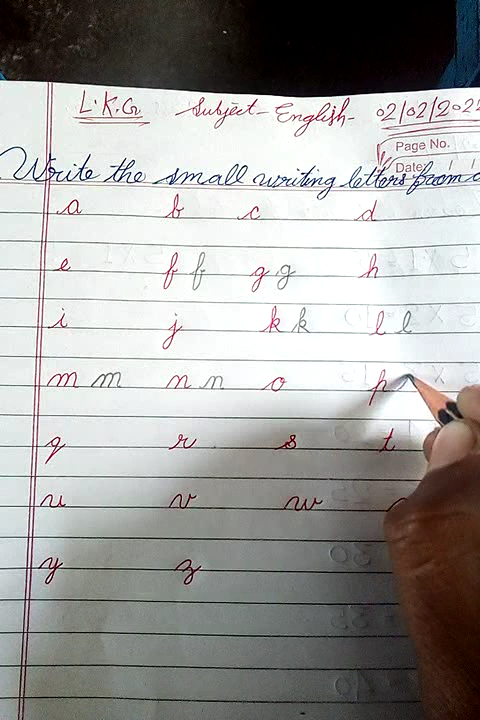 L.K.G Subject - English - 02/02/202
Page No.
Date
Write the small writing letters from
a b c d
e f f g g h
i j k k l l
m m n n o p
q r s t
u v w
y z